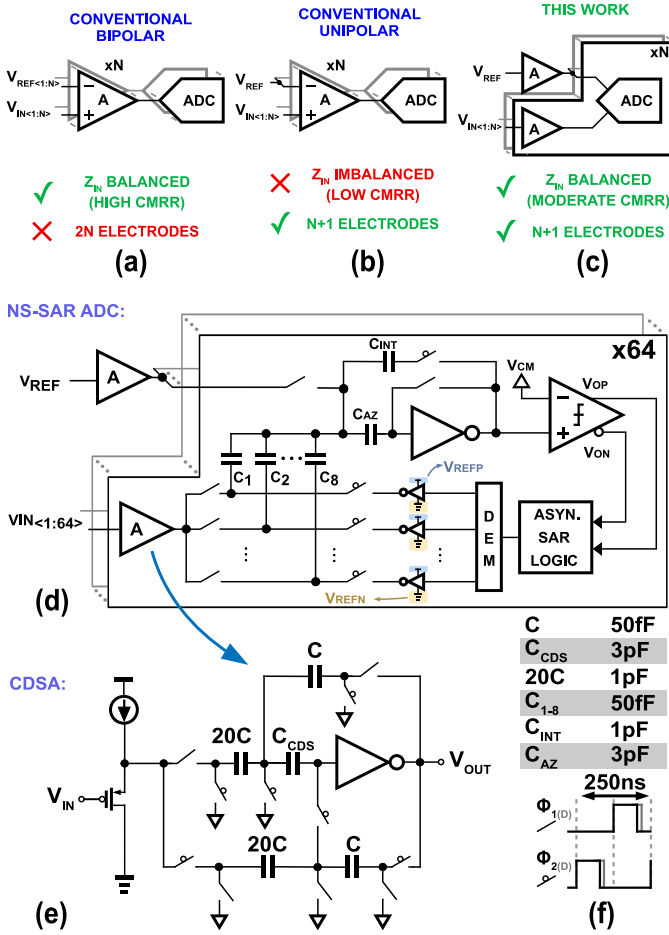 CONVENTIONAL BIPOLAR
VREF<1:N>
VIN<1:N>
xN
A
−
+
ADC
ZIN BALANCED
(HIGH CMRR)
2N ELECTRODES
(a)
CONVENTIONAL UNIPOLAR
VREF
VIN<1:N>
xN
A
−
+
ADC
ZIN IMBALANCED
(LOW CMRR)
N+1 ELECTRODES
(b)
THIS WORK
xN
VREF
A
VIN<1:N>
A
ADC
ZIN BALANCED
(MODERATE CMRR)
N+1 ELECTRODES
(c)
NS-SAR ADC:
x64
VREF
A
CINT
CAZ
VCM
VOP
−
+
VON
C1
C2
C8
VREFP
VIN<1:64>
A
DEM
ASYN.
SAR
LOGIC
VREFN
(d)
CDSA:
VIN
C
20C
CCDS
VOUT
20C
C
(e)
C 50fF
CCDS 3pF
20C 1pF
C1-8 50fF
CINT 1pF
CAZ 3pF
250ns
Φ1(D)
Φ2(D)
(f)